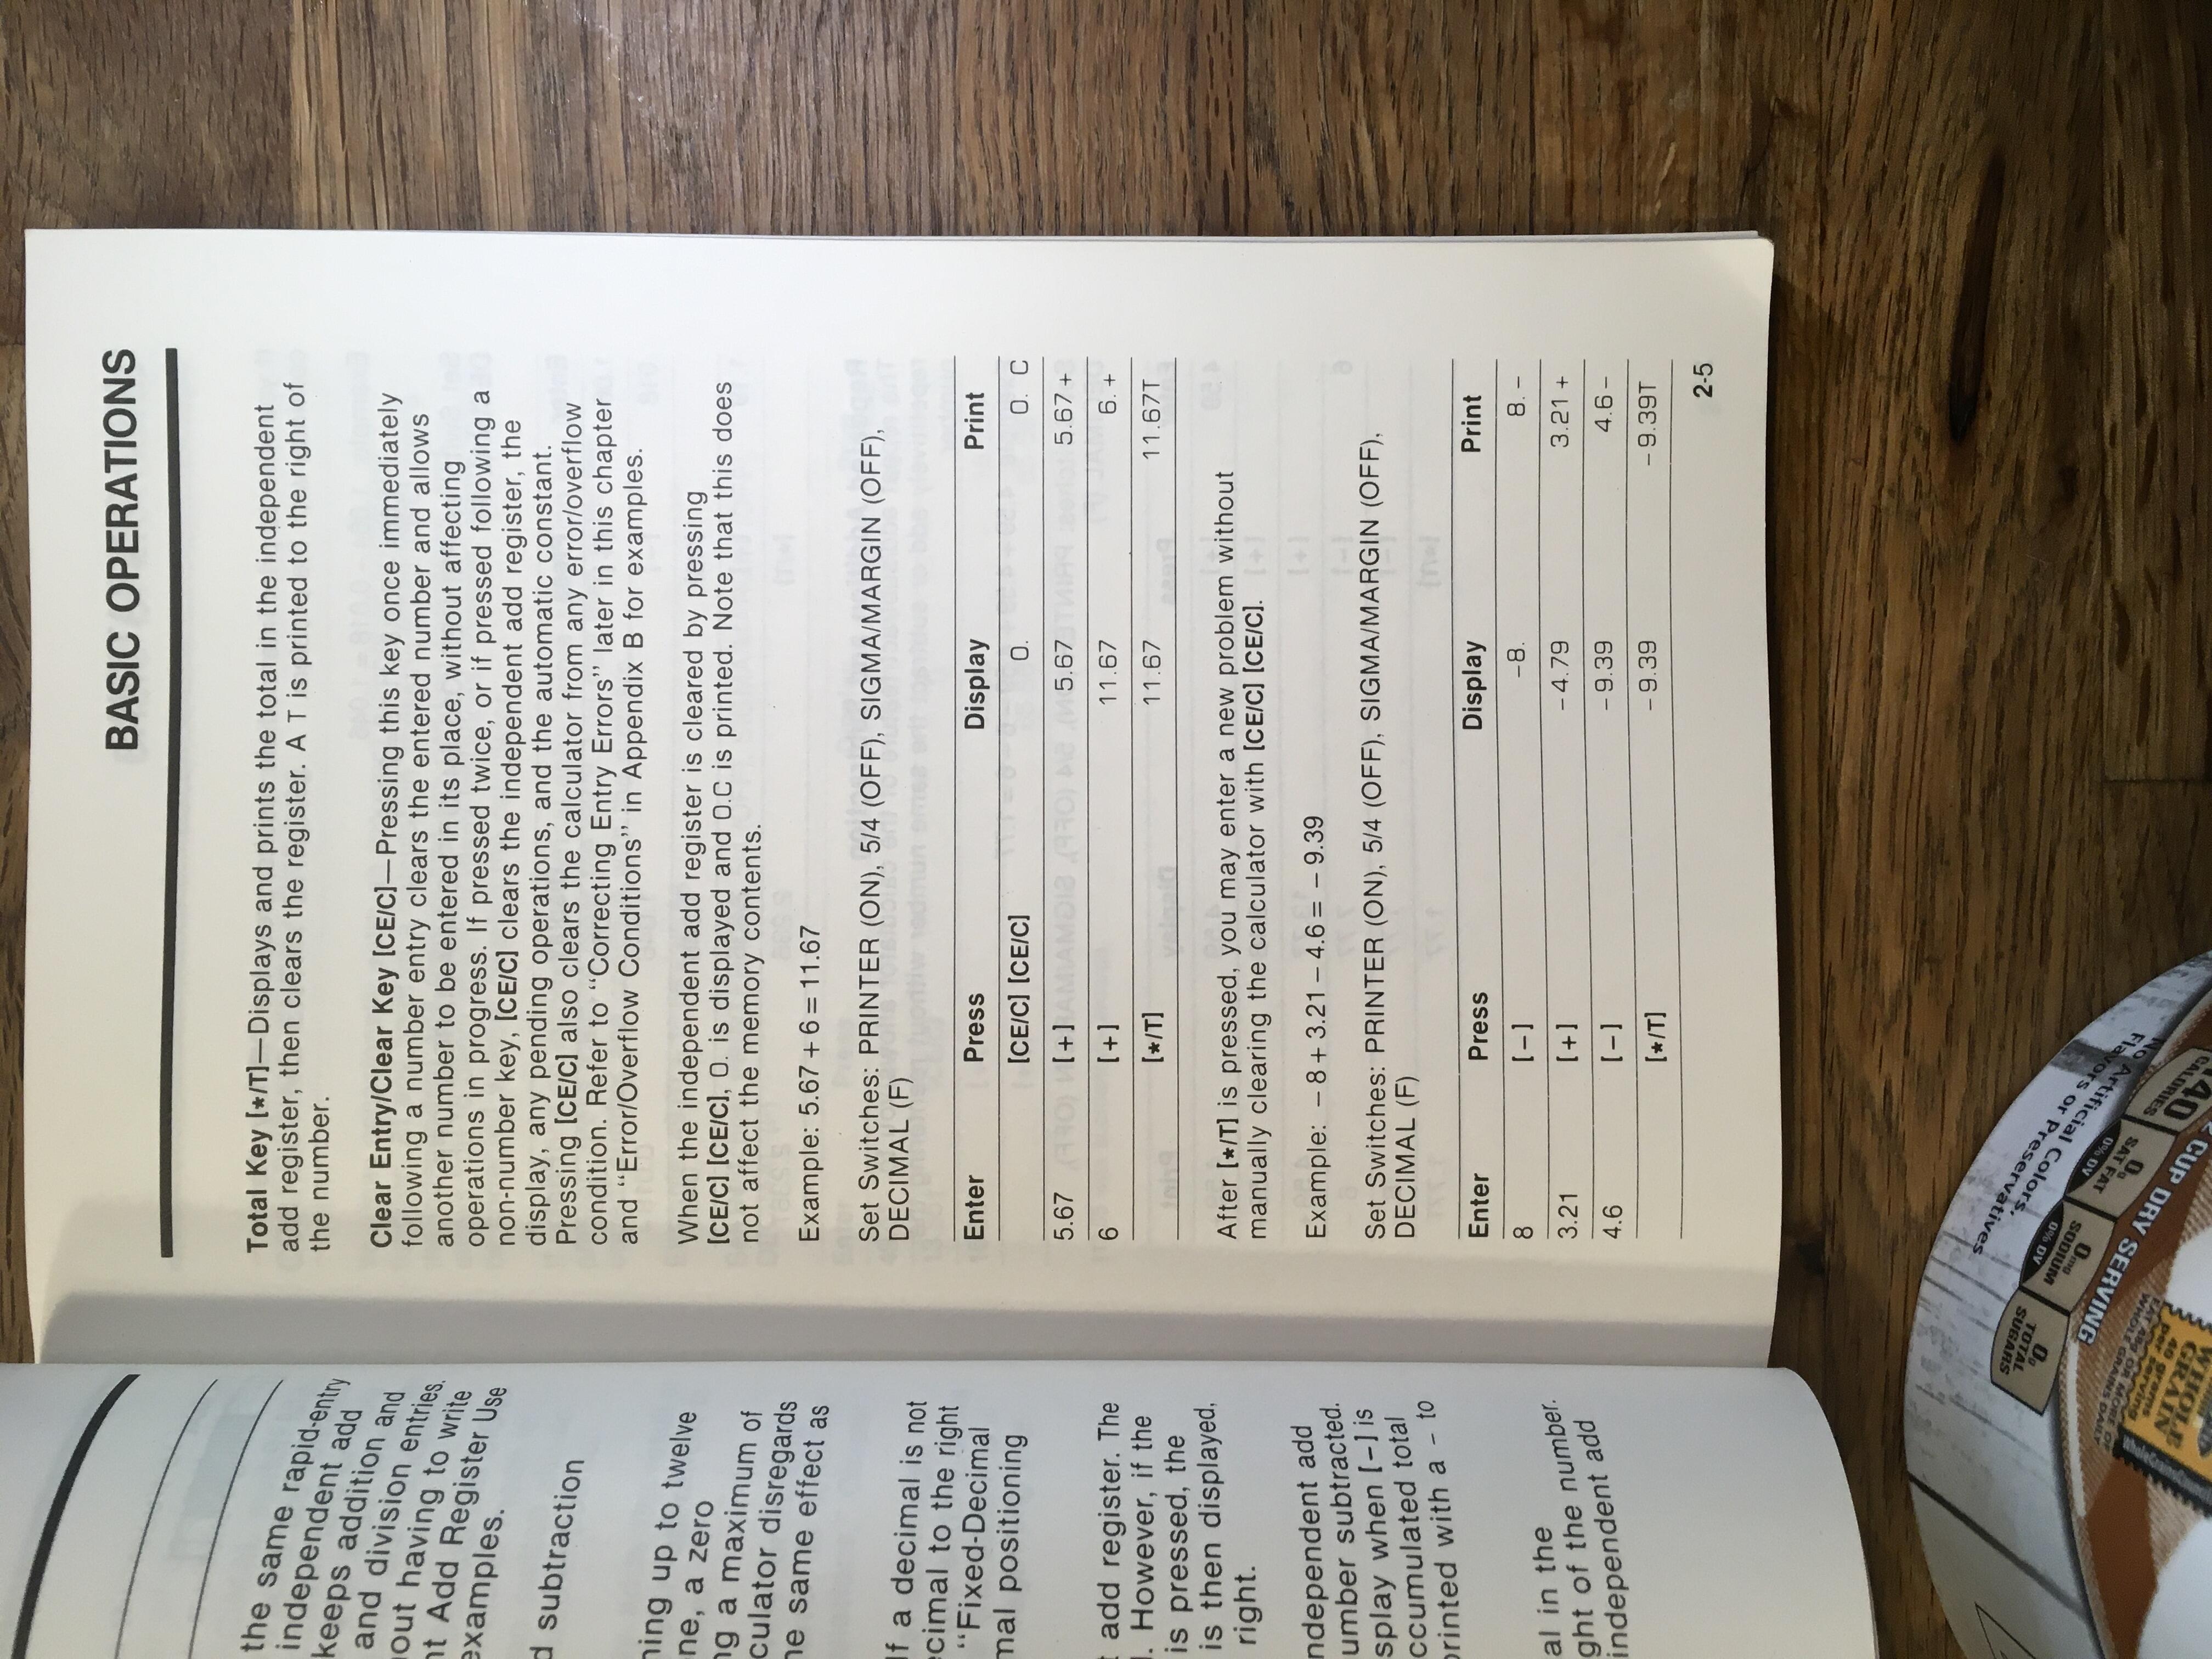 the same rapid-entry
independent add
keeps addition and
and division entries.
out having to write
Add Register Use
examples.
subtraction
up to twelve
a zero
a maximum of
disregards
same effect as
If a decimal is not
to the right
"Fixed-Decimal
positioning
add register. The
However, if the
is pressed, the
is then displayed,
right.
add
subtracted.
when [–] is
total
printed with a – to
in the
of the number.
independent add
BASIC OPERATIONS
Total Key [*/T]—Displays and prints the total in the independent
add register, then clears the register. A T is printed to the right of
the number.
Clear Entry/Clear Key [CE/C]—Pressing this key once immediately
following a number entry clears the entered number and allows
another number to be entered in its place, without affecting
operations in progress. If pressed twice, or if pressed following a
non-number key, [CE/C] clears the independent add register, the
display, any pending operations, and the automatic constant.
Pressing [CE/C] also clears the calculator from any error/overflow
condition. Refer to "Correcting Entry Errors" later in this chapter
and "Error/Overflow Conditions" in Appendix B for examples.
When the independent add register is cleared by pressing
[CE/C] [CE/C], 0. is displayed and 0.C is printed. Note that this does
not affect the memory contents.
Example: 5.67 + 6 = 11.67
Set Switches: PRINTER (ON), 5/4 (OFF), SIGMA/MARGIN (OFF),
DECIMAL (F)
Enter Press Display Print
[CE/C] [CE/C] 0. 0. C
5.67 [+] 5.67 5.67 +
6 [+] 11.67 6. +
[*/T] 11.67 11.67T
After [*/T] is pressed, you may enter a new problem without
manually clearing the calculator with [CE/C] [CE/C].
Example: – 8 + 3.21 – 4.6 = – 9.39
Set Switches: PRINTER (ON), 5/4 (OFF), SIGMA/MARGIN (OFF),
DECIMAL (F)
Enter Press Display Print
8 [–] –8. 8. –
3.21 [+] – 4.79 3.21 +
4.6 [–] – 9.39 4.6 –
[*/T] – 9.39 – 9.39T
2-5
No Artificial Colors,
Flavors or Preservatives
140
CALORIES
0g
SAT FAT
0% DV
0mg
SODIUM
0% DV
0g
TOTAL
SUGARS
CUP DRY SERVING
WHOLE
GRAIN
40 grams
per
serving
EAT 48g OR MORE OF
WHOLE GRAINS DAILY